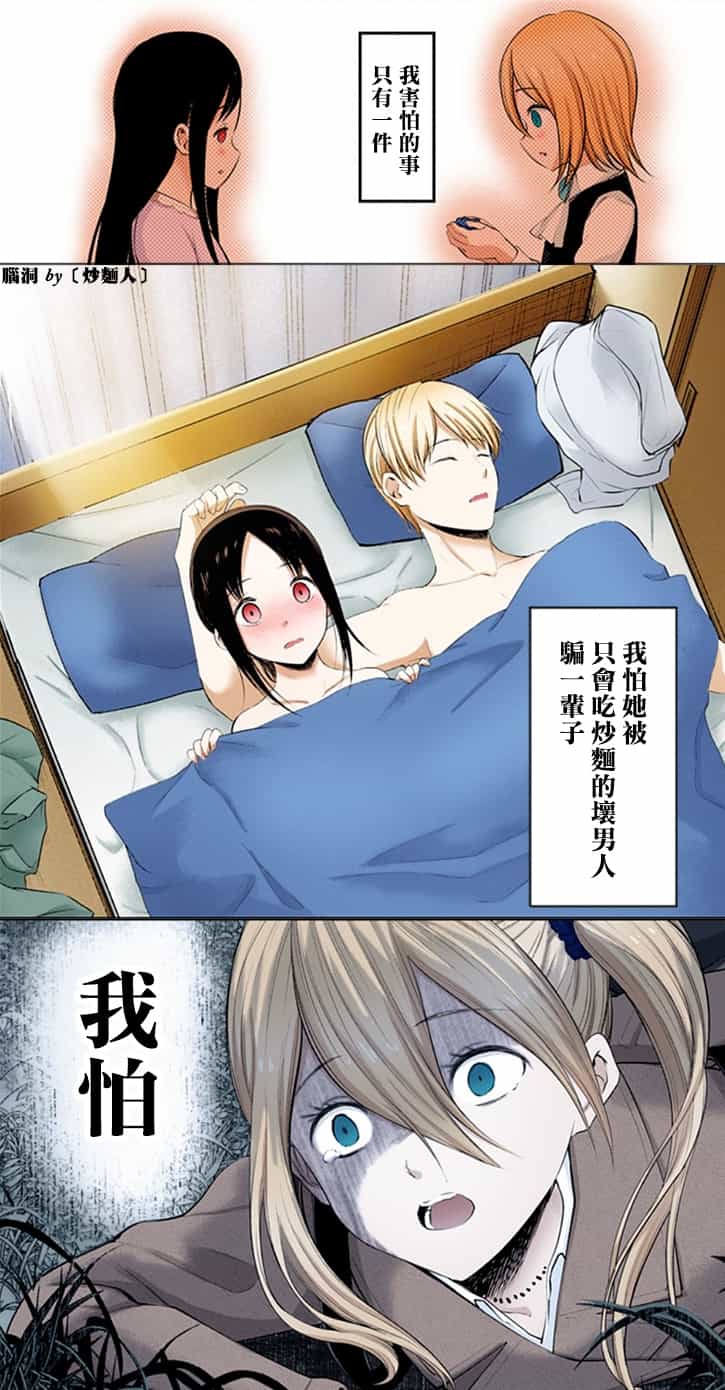 我害怕的事
只有一件
腦洞 by〔炒麵人〕
我怕她被
只會吃炒麵的壞男人
騙一輩子
我怕